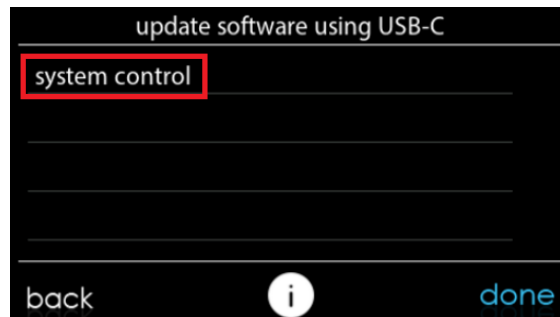 update software using USB-C
system control
back
i
done